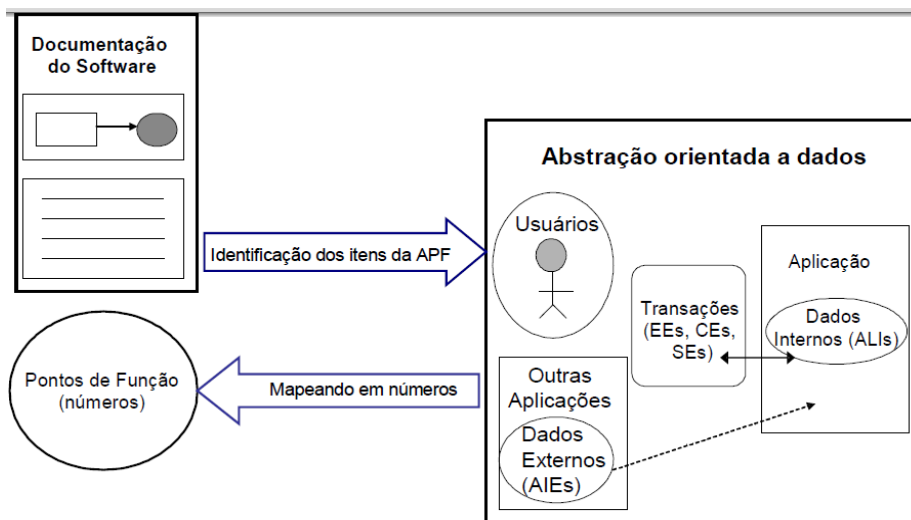 Documentação
do Software
Identificação dos itens da APF
Abstração orientada a dados
Usuários
Transações
(EEs, CEs,
SEs)
Aplicação
Dados
Internos (ALIs)
Outras
Aplicações
Dados
Externos
(AIEs)
Mapeando em números
Pontos de Função
(números)